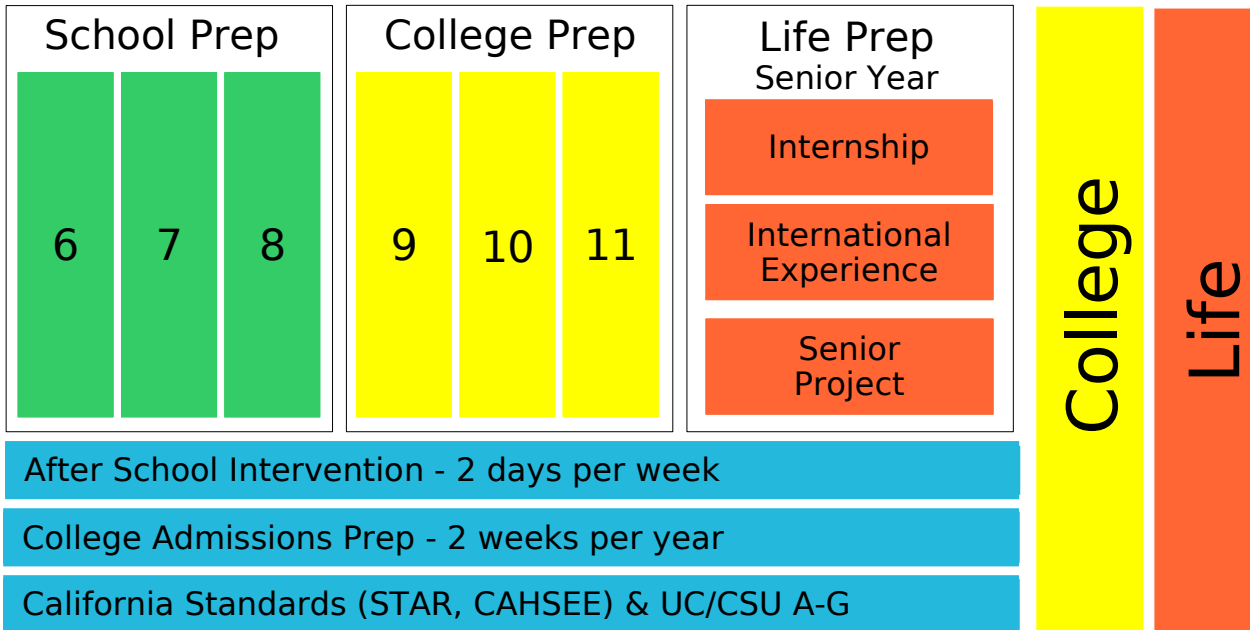 School Prep
6
7
8
College Prep
9
10
11
Life Prep
Senior Year
Internship
International
Experience
Senior
Project
After School Intervention - 2 days per week
College Admissions Prep - 2 weeks per year
California Standards (STAR, CAHSEE) & UC/CSU A-G
College
Life